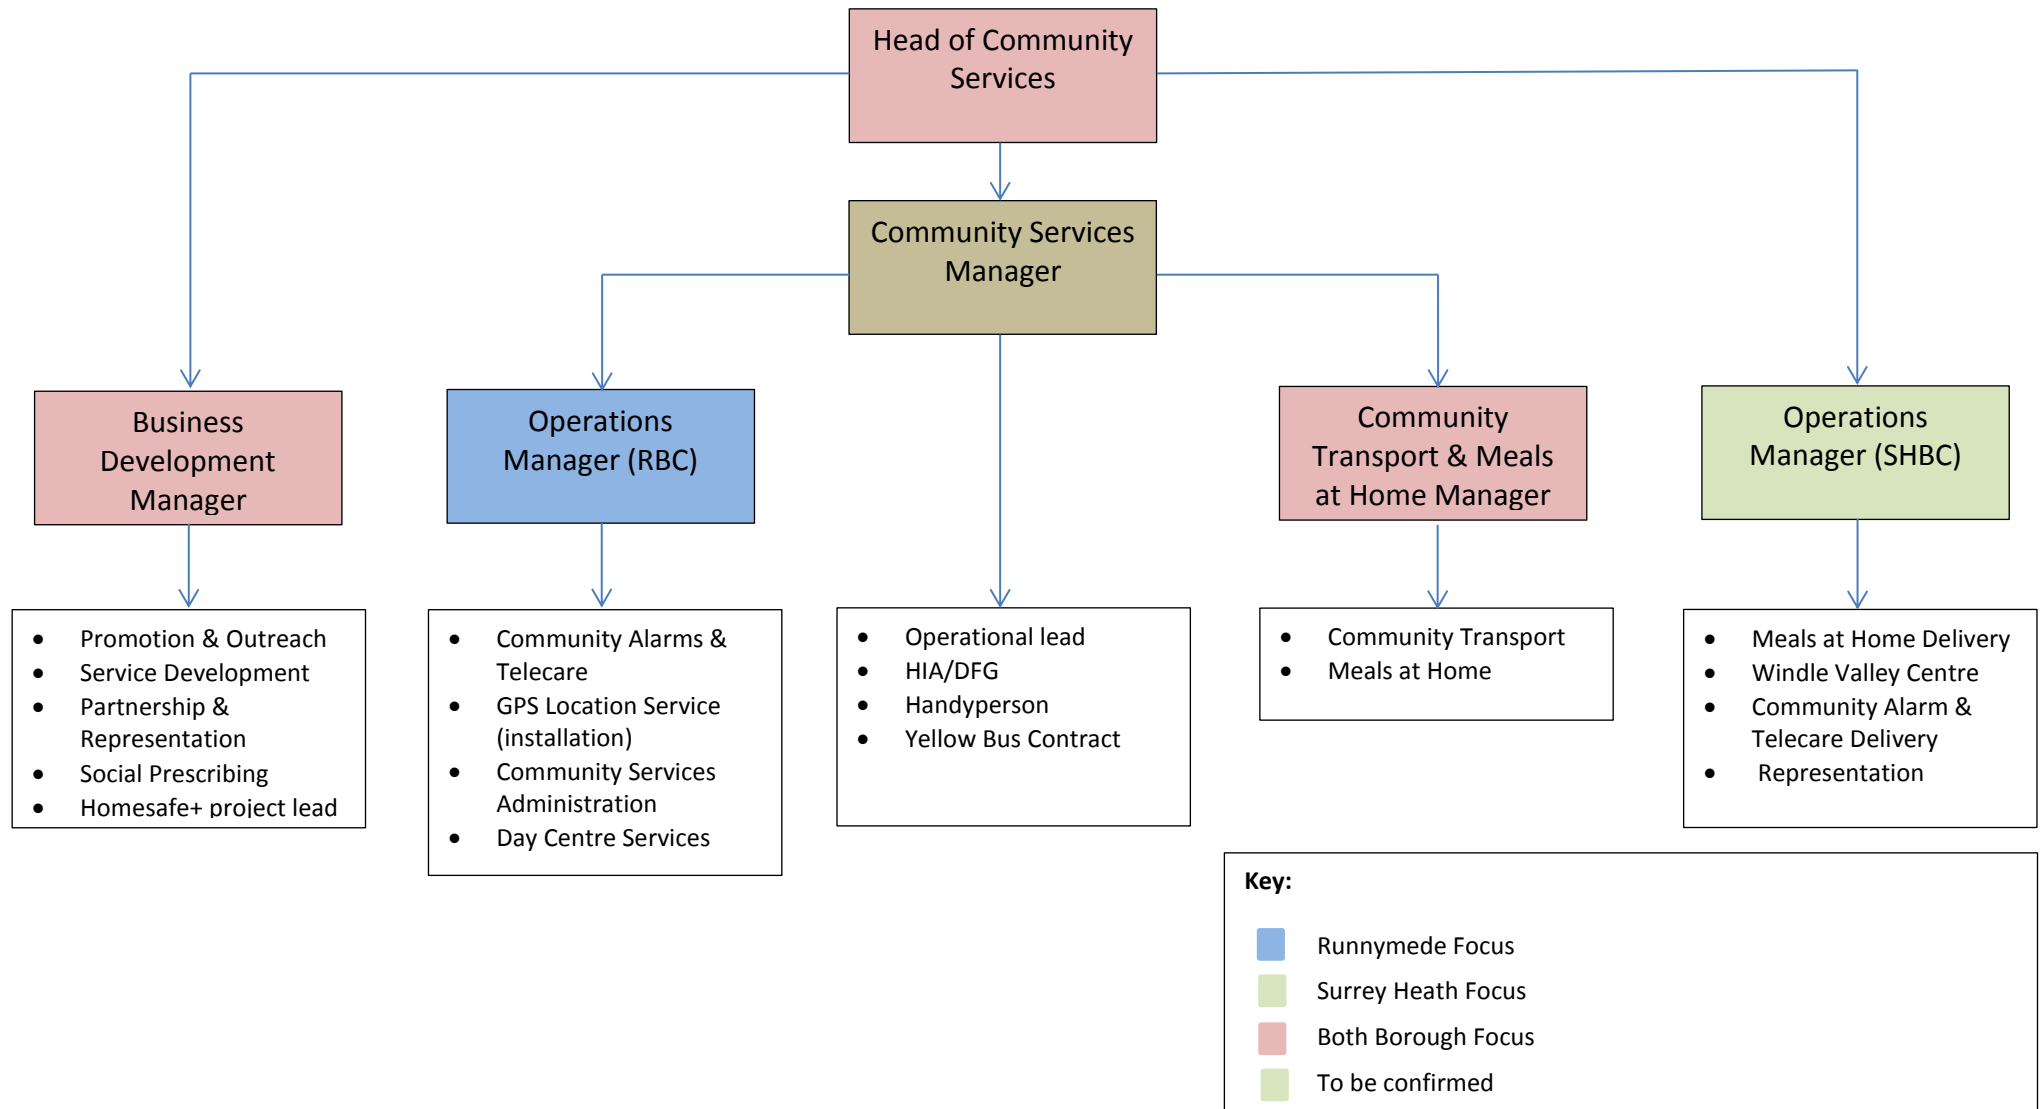 Head of Community
Services
Community Services
Manager
Business
Development
Manager
Operations
Manager (RBC)
Community
Transport & Meals
at Home Manager
Operations
Manager (SHBC)
• Promotion & Outreach
• Service Development
• Partnership &
Representation
• Social Prescribing
• Homesafe+ project lead
• Community Alarms &
Telecare
• GPS Location Service
(installation)
• Community Services
Administration
• Day Centre Services
• Operational lead
• HIA/DFG
• Handyperson
• Yellow Bus Contract
• Community Transport
• Meals at Home
• Meals at Home Delivery
• Windle Valley Centre
• Community Alarm &
Telecare Delivery
• Representation
Key:
Runnymede Focus
Surrey Heath Focus
Both Borough Focus
To be confirmed